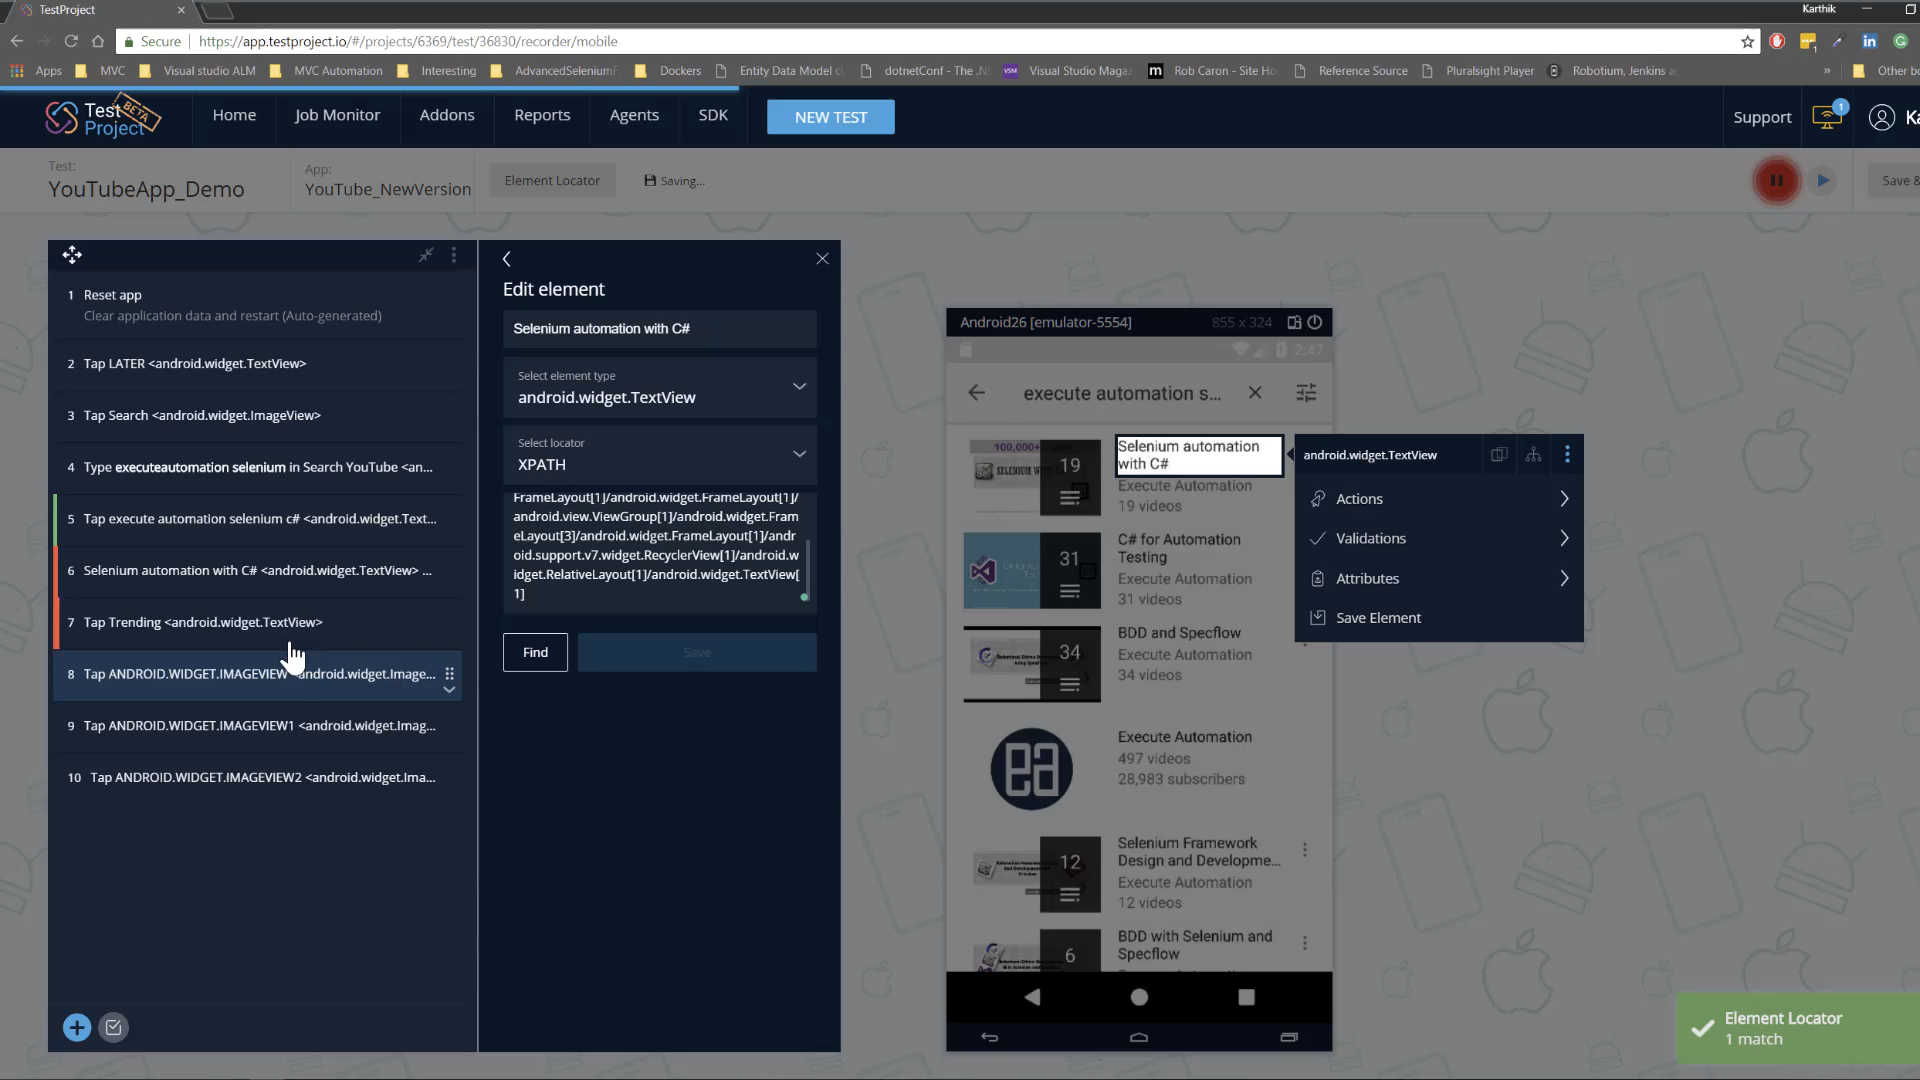 TestProject
Karthik
Secure
https://app.testproject.io/#/projects/6369/test/36830/recorder/mobile
Apps
MVC
Visual studio ALM
MVC Automation
Interesting
AdvancedSeleniumF
Dockers
Entity Data Model cl
dotnetConf - The .N
Visual Studio Magaz
Rob Caron - Site Ho
Reference Source
Pluralsight Player
Robotium, Jenkins a
»
Other bo
Test
Project
BETA
Home
Job Monitor
Addons
Reports
Agents
SDK
NEW TEST
Support
1
Ka
Test:
YouTubeApp_Demo
App:
YouTube_NewVersion
Element Locator
Saving...
Save &
1 Reset app
Clear application data and restart (Auto-generated)
2 Tap LATER <android.widget.TextView>
3 Tap Search <android.widget.ImageView>
4 Type executeautomation selenium in Search YouTube <an...
5 Tap execute automation selenium c# <android.widget.Text...
6 Selenium automation with C# <android.widget.TextView> ...
7 Tap Trending <android.widget.TextView>
8 Tap ANDROID.WIDGET.IMAGEVIEW <android.widget.Image...
9 Tap ANDROID.WIDGET.IMAGEVIEW1 <android.widget.Imag...
10 Tap ANDROID.WIDGET.IMAGEVIEW2 <android.widget.Ima...
Edit element
Selenium automation with C#
Select element type
android.widget.TextView
Select locator
XPATH
FrameLayout[1]/android.widget.FrameLayout[1]/
android.view.ViewGroup[1]/android.widget.Fram
eLayout[3]/android.widget.FrameLayout[1]/andr
oid.support.v7.widget.RecyclerView[1]/android.w
idget.RelativeLayout[1]/android.widget.TextView[
1]
Find
Save
Android26 [emulator-5554]
855 x 324
2:47
execute automation s...
100,000+
19
Selenium automation
with C#
Execute Automation
19 videos
31
C# for Automation
Testing
Execute Automation
31 videos
34
BDD and Specflow
Execute Automation
34 videos
Execute Automation
497 videos
28,983 subscribers
12
Selenium Framework
Design and Developme...
Execute Automation
12 videos
6
BDD with Selenium and
Specflow
android.widget.TextView
Actions
Validations
Attributes
Save Element
Element Locator
1 match